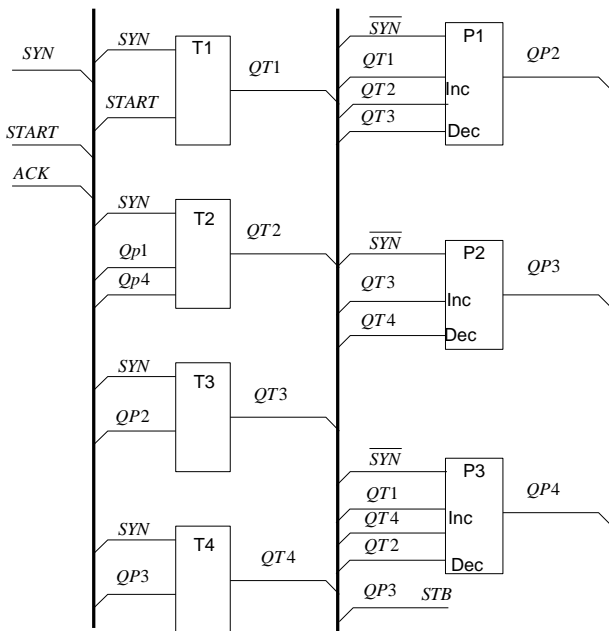 SYN
START
ACK
SYN
T1
START
QT1
SYN
T2
Qp1
Qp4
QT2
SYN
T3
QP2
QT3
SYN
T4
QP3
QT4
SYN
P1
QT1
QT2
Inc
QT3
Dec
QP2
SYN
P2
QT3
Inc
QT4
Dec
QP3
SYN
P3
QT1
QT4
Inc
QT2
Dec
QP4
QP3 STB